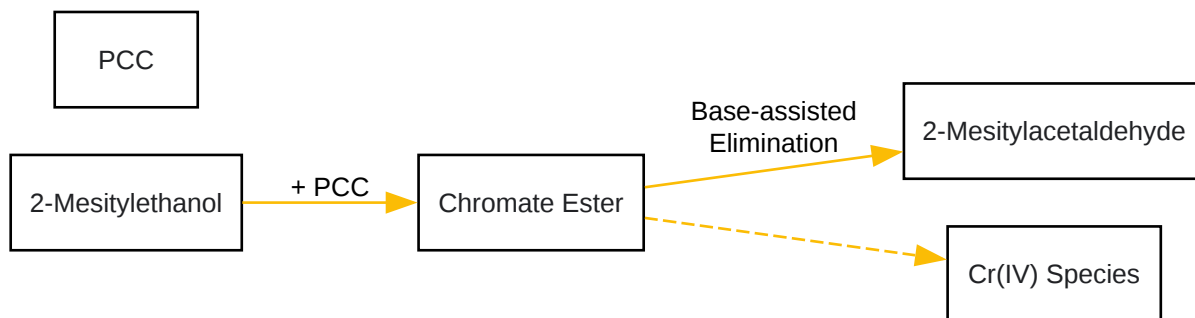 PCC
2-Mesitylethanol
+ PCC
Chromate Ester
Base-assisted
Elimination
2-Mesitylacetaldehyde
Cr(IV) Species